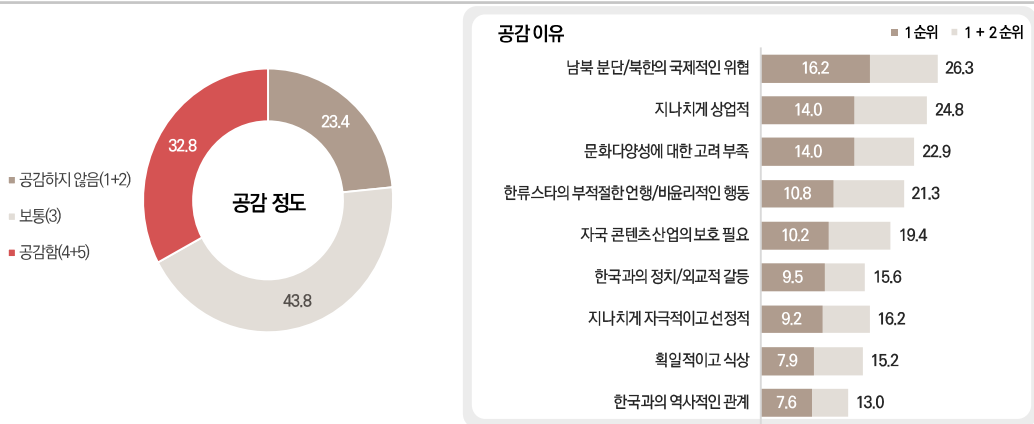 공감하지 않음(1+2)
보통(3)
공감함(4+5)
공감 정도
23.4
32.8
43.8
공감 이유
1순위
1 + 2 순위
남북 분단/북한의 국제적인 위협 16.2 26.3
지나치게 상업적 14.0 24.8
문화다양성에 대한 고려 부족 14.0 22.9
한류스타의 부적절한 언행/비윤리적인 행동 10.8 21.3
자국 콘텐츠 산업의 보호 필요 10.2 19.4
한국과의 정치/외교적 갈등 9.5 15.6
지나치게 자극적이고 선정적 9.2 16.2
획일적이고 식상 7.9 15.2
한국과의 역사적인 관계 7.6 13.0